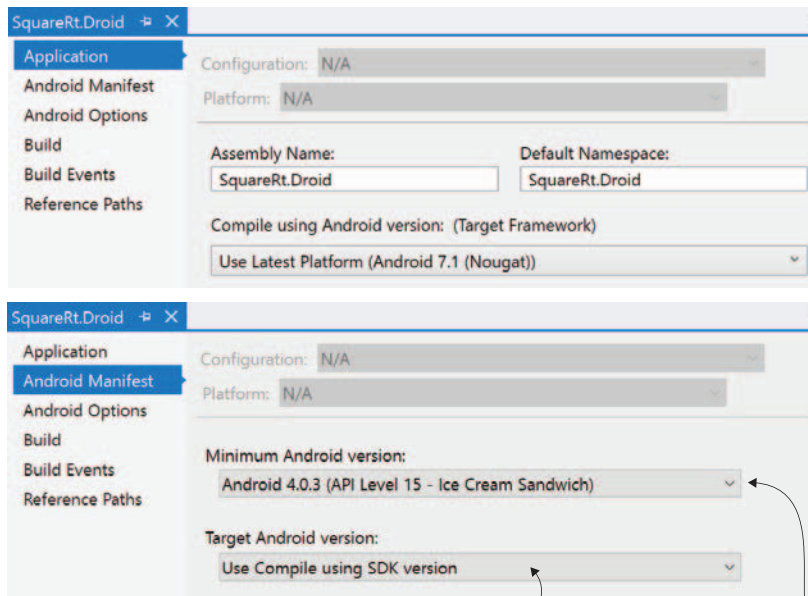 SquareRt.Droid
Application
Android Manifest
Android Options
Build
Build Events
Reference Paths
Configuration: N/A
Platform: N/A
Assembly Name: Default Namespace:
SquareRt.Droid SquareRt.Droid
Compile using Android version: (Target Framework)
Use Latest Platform (Android 7.1 (Nougat))
SquareRt.Droid
Application
Android Manifest
Android Options
Build
Build Events
Reference Paths
Configuration: N/A
Platform: N/A
Minimum Android version:
Android 4.0.3 (API Level 15 - Ice Cream Sandwich)
Target Android version:
Use Compile using SDK version